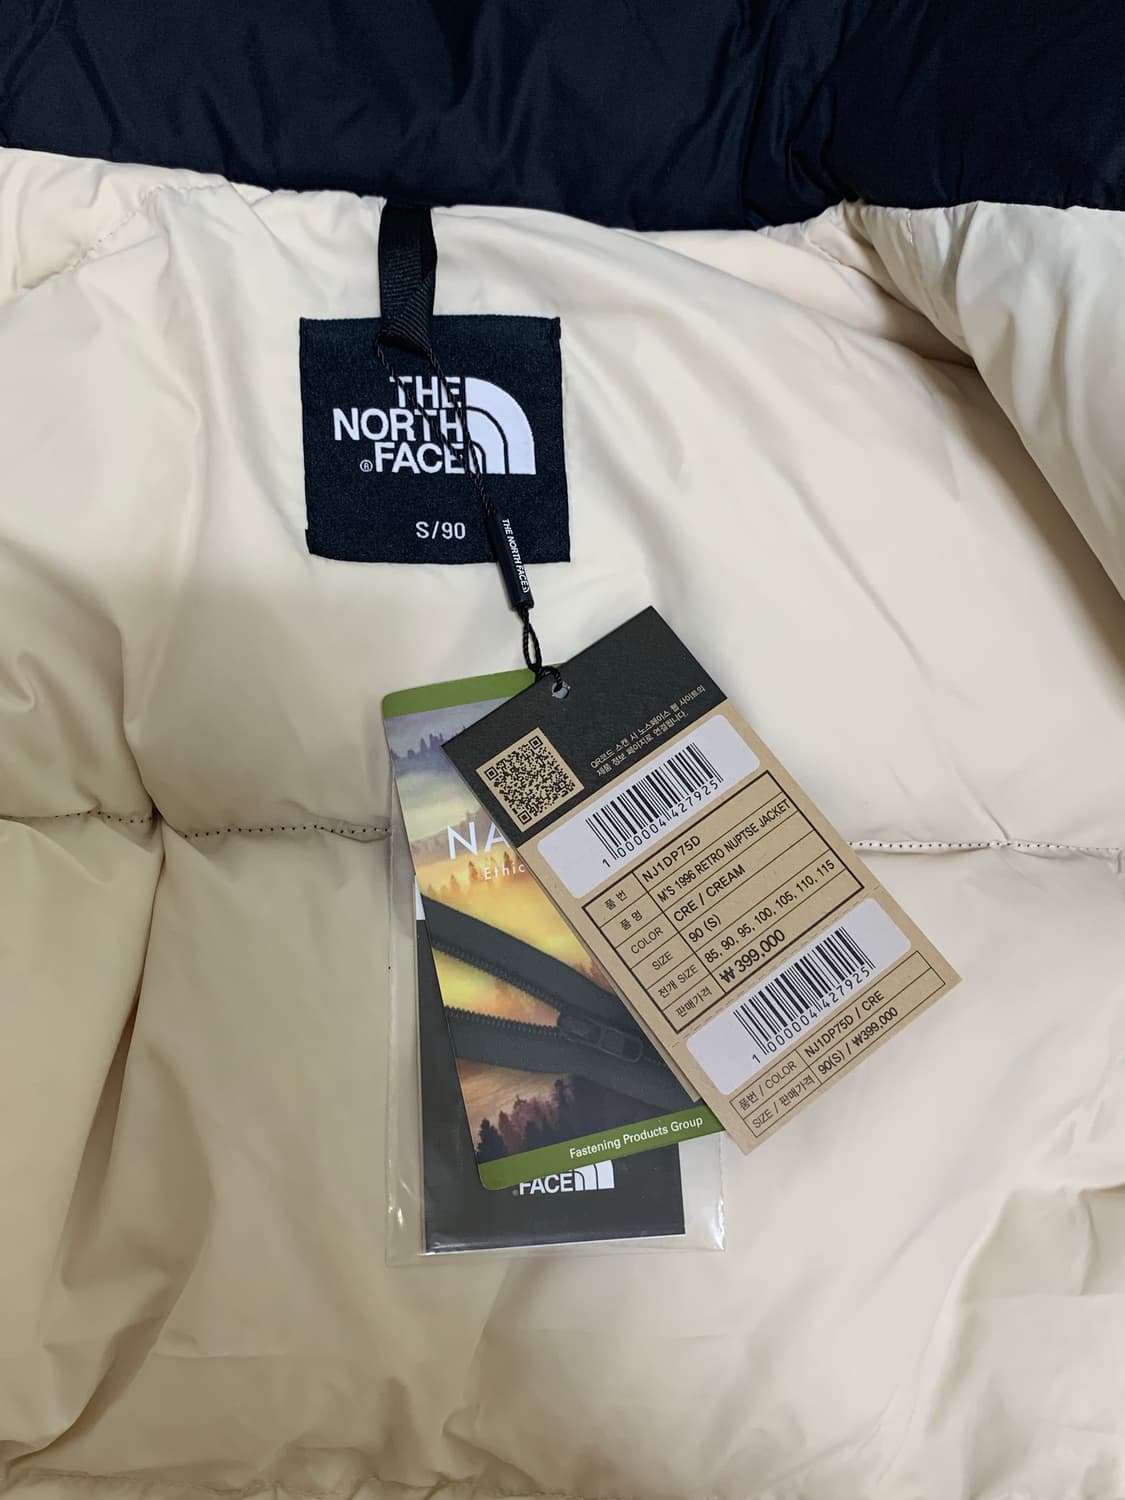 THE
NORTH
® FACE
S/90
THE NORTH FACE
QR코드 스캔 시 노스페이스 웹 사이트의
제품 정보 페이지로 연결됩니다.
1 000004 427925
품 번 NJ1DP75D
품 명 M'S 1996 RETRO NUPTSE JACKET
COLOR CRE / CREAM
SIZE 90 (S)
전개 SIZE 85, 90, 95, 100, 105, 110, 115
판매가격 ₩ 399,000
1 000004 427925
품번 / COLOR NJ1DP75D / CRE
SIZE / 판매가격 90(S) / ₩399,000
NA
Ethic
Fastening Products Group
® FACE